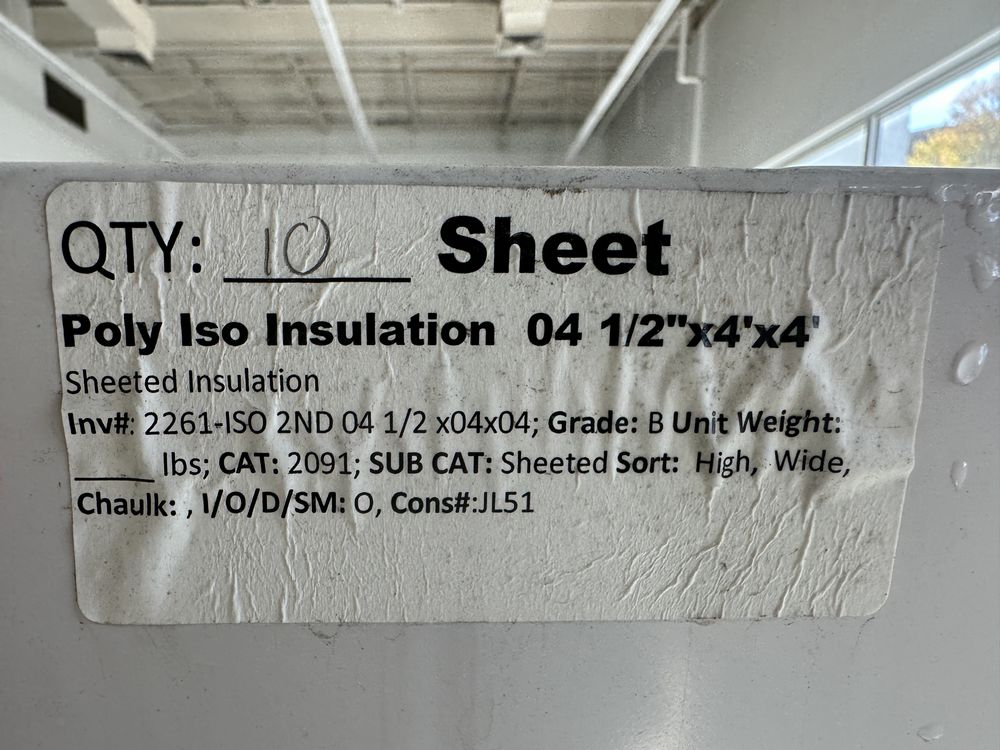 QTY: 10 Sheet
Poly Iso Insulation 04 1/2"x4'x4'
Sheeted Insulation
Inv#: 2261-ISO 2ND 04 1/2 x04x04; Grade: B Unit Weight:
____ lbs; CAT: 2091; SUB CAT: Sheeted Sort: High, Wide,
Chaulk: , I/O/D/SM: O, Cons#:JL51